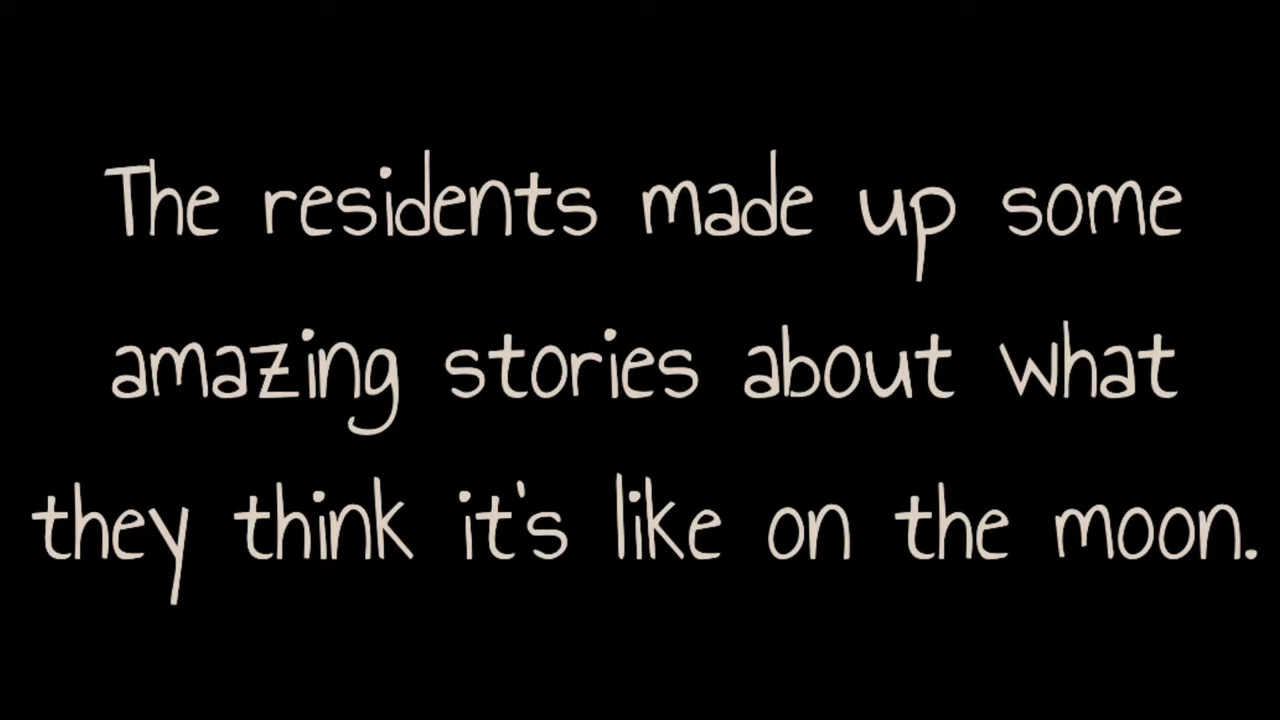 The residents made up some
amazing stories about what
they think it's like on the moon.